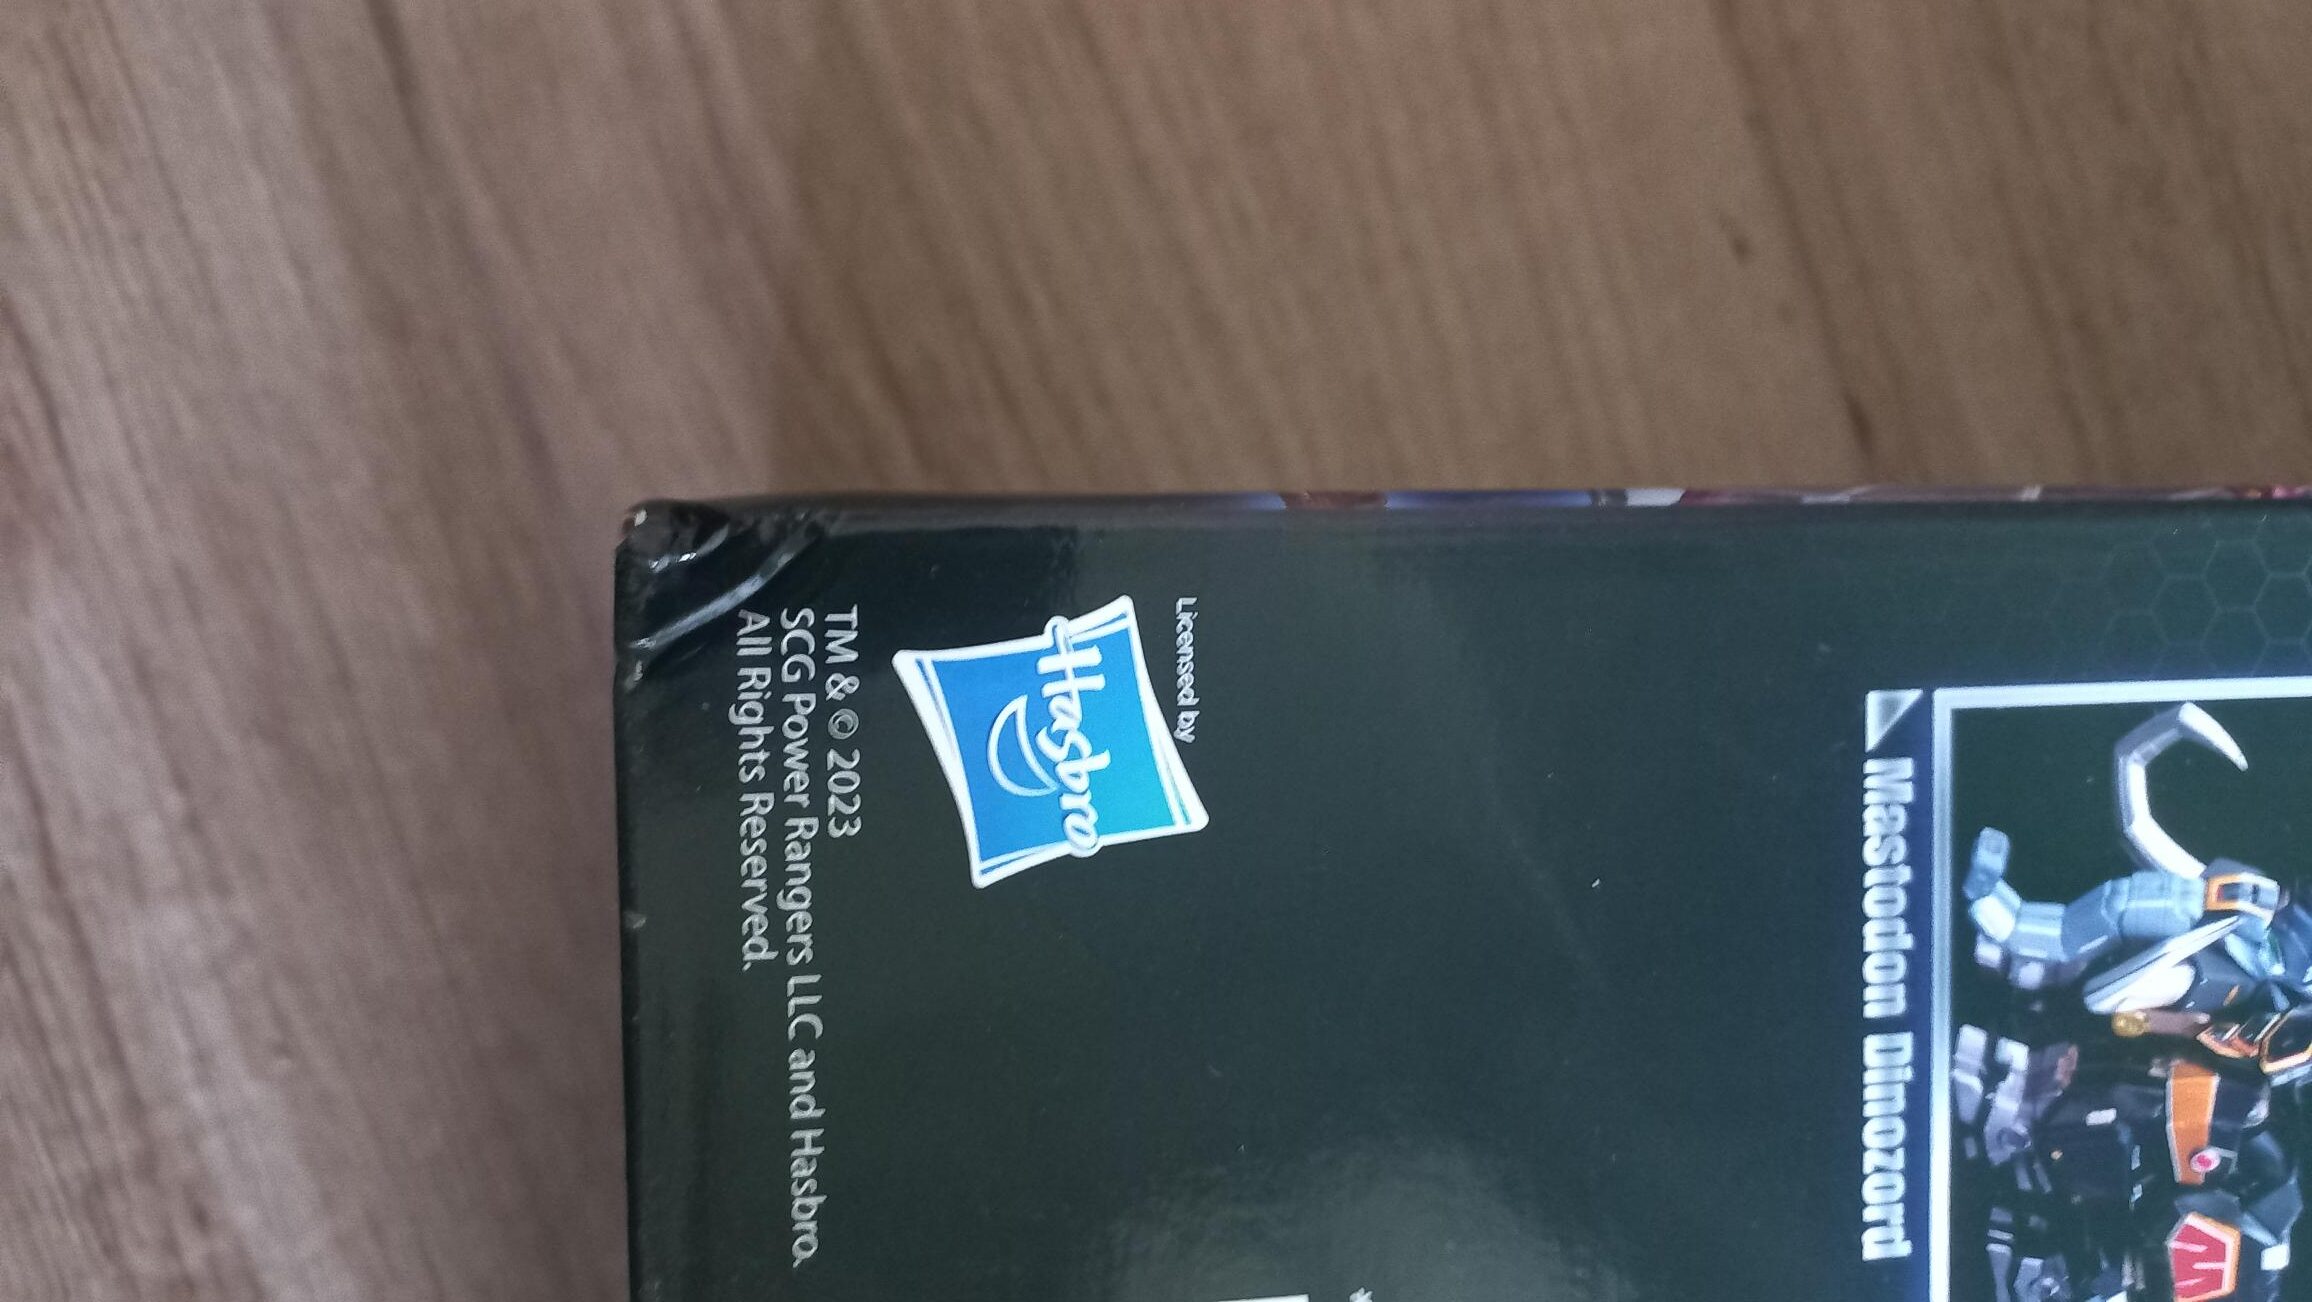 Mastodon Dinozord
Licensed by
Hasbro
TM & © 2023
SCG Power Rangers LLC and Hasbro.
All Rights Reserved.